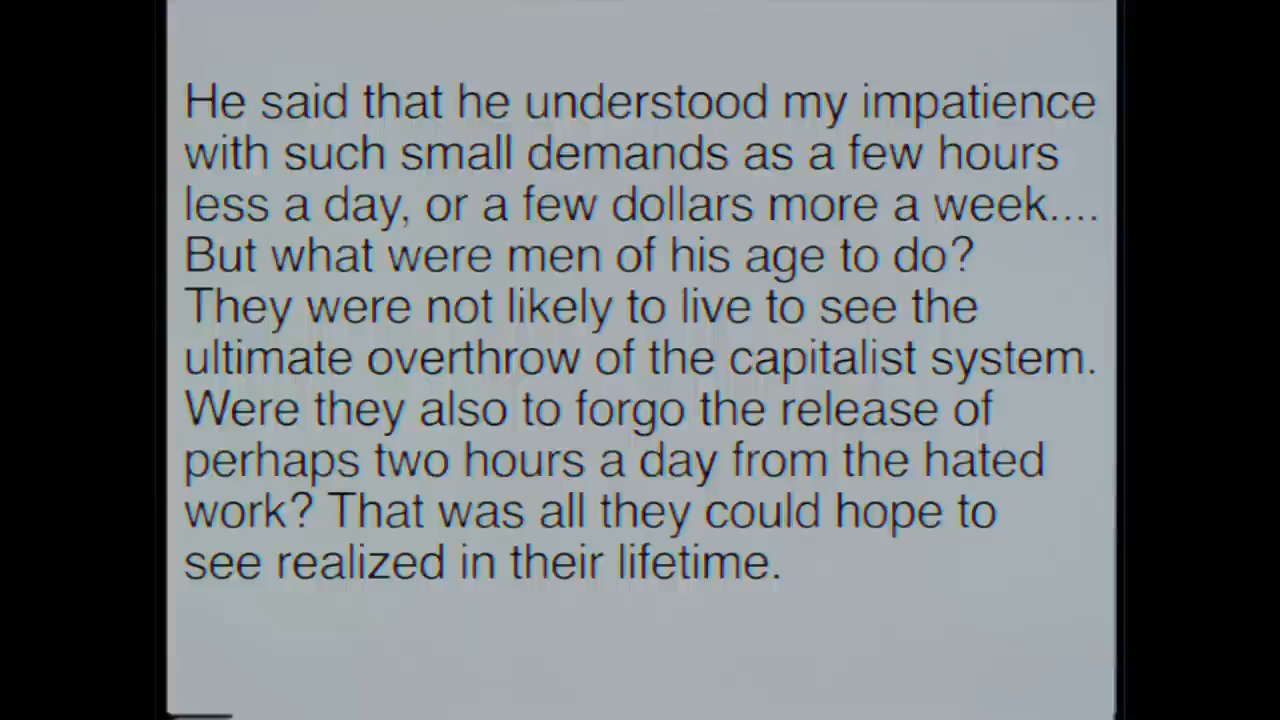 He said that he understood my impatience
with such small demands as a few hours
less a day, or a few dollars more a week....
But what were men of his age to do?
They were not likely to live to see the
ultimate overthrow of the capitalist system.
Were they also to forgo the release of
perhaps two hours a day from the hated
work? That was all they could hope to
see realized in their lifetime.